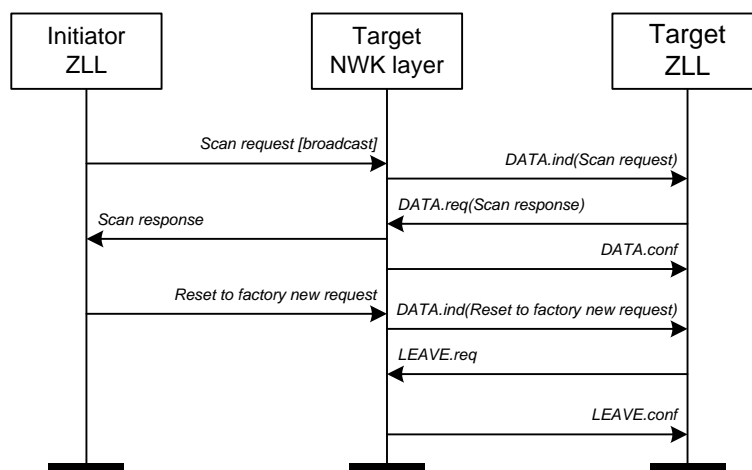 Initiator
ZLL
Target
NWK layer
Target
ZLL
Scan request [broadcast]
DATA.ind(Scan request)
DATA.req(Scan response)
Scan response
DATA.conf
Reset to factory new request
DATA.ind(Reset to factory new request)
LEAVE.req
LEAVE.conf